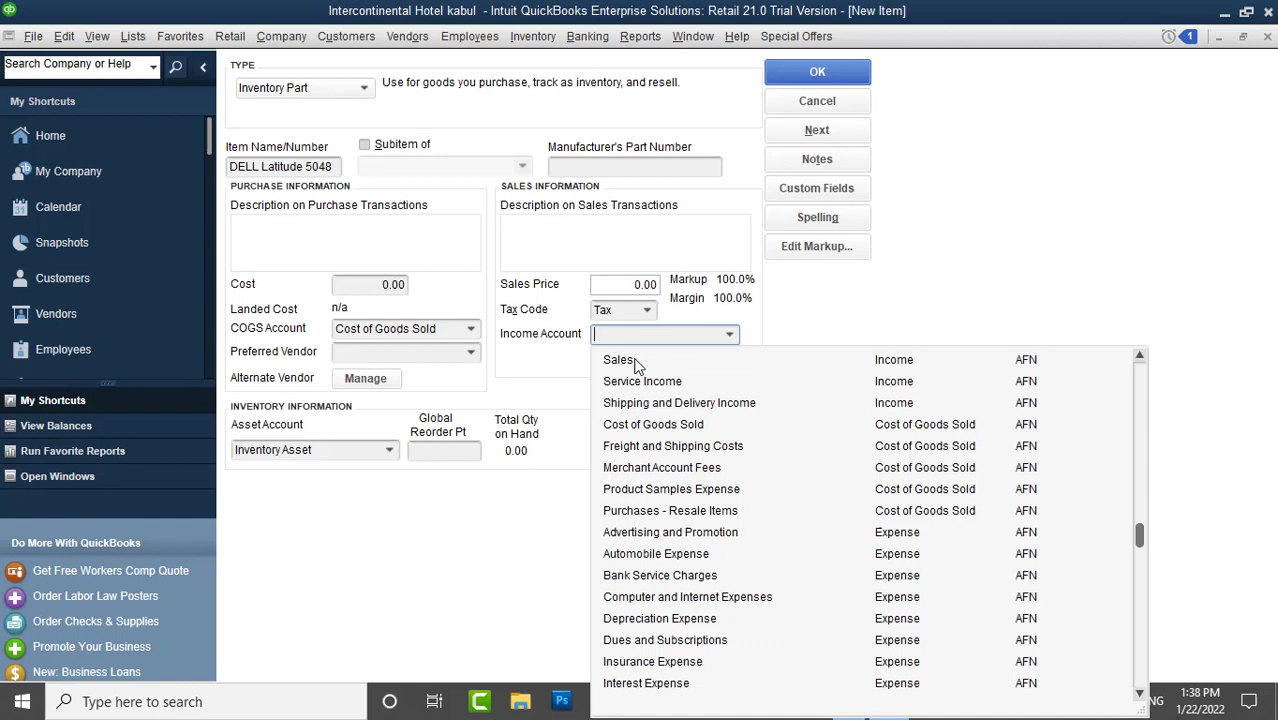 Intercontinental Hotel kabul - Intuit QuickBooks Enterprise Solutions: Retail 21.0 Trial Version - [New Item]
File Edit View Lists Favorites Retail Company Customers Vendors Employees Inventory Banking Reports Window Help Special Offers 1
Search Company or Help
My Shortcuts
Home
My Company
Calendar
Snapshots
Customers
Vendors
Employees
My Shortcuts
View Balances
Run Favorite Reports
Open Windows
Do More With QuickBooks
Get Free Workers Comp Quote
Order Labor Law Posters
Order Checks & Supplies
Promote Your Business
New: Business Loans
TYPE
Inventory Part
Use for goods you purchase, track as inventory, and resell.
Item Name/Number
DELL Latitude 5048
Subitem of
Manufacturer's Part Number
PURCHASE INFORMATION
Description on Purchase Transactions
Cost 0.00
Landed Cost n/a
COGS Account Cost of Goods Sold
Preferred Vendor
Alternate Vendor Manage
SALES INFORMATION
Description on Sales Transactions
Sales Price 0.00
Markup 100.0%
Margin 100.0%
Tax Code Tax
Income Account
INVENTORY INFORMATION
Asset Account
Inventory Asset
Global
Reorder Pt
Total Qty
on Hand
0.00
OK
Cancel
Next
Notes
Custom Fields
Spelling
Edit Markup...
Sales Income AFN
Service Income Income AFN
Shipping and Delivery Income Income AFN
Cost of Goods Sold Cost of Goods Sold AFN
Freight and Shipping Costs Cost of Goods Sold AFN
Merchant Account Fees Cost of Goods Sold AFN
Product Samples Expense Cost of Goods Sold AFN
Purchases - Resale Items Cost of Goods Sold AFN
Advertising and Promotion Expense AFN
Automobile Expense Expense AFN
Bank Service Charges Expense AFN
Computer and Internet Expenses Expense AFN
Depreciation Expense Expense AFN
Dues and Subscriptions Expense AFN
Insurance Expense Expense AFN
Interest Expense Expense AFN
Type here to search
Ps
1:38 PM
1/22/2022